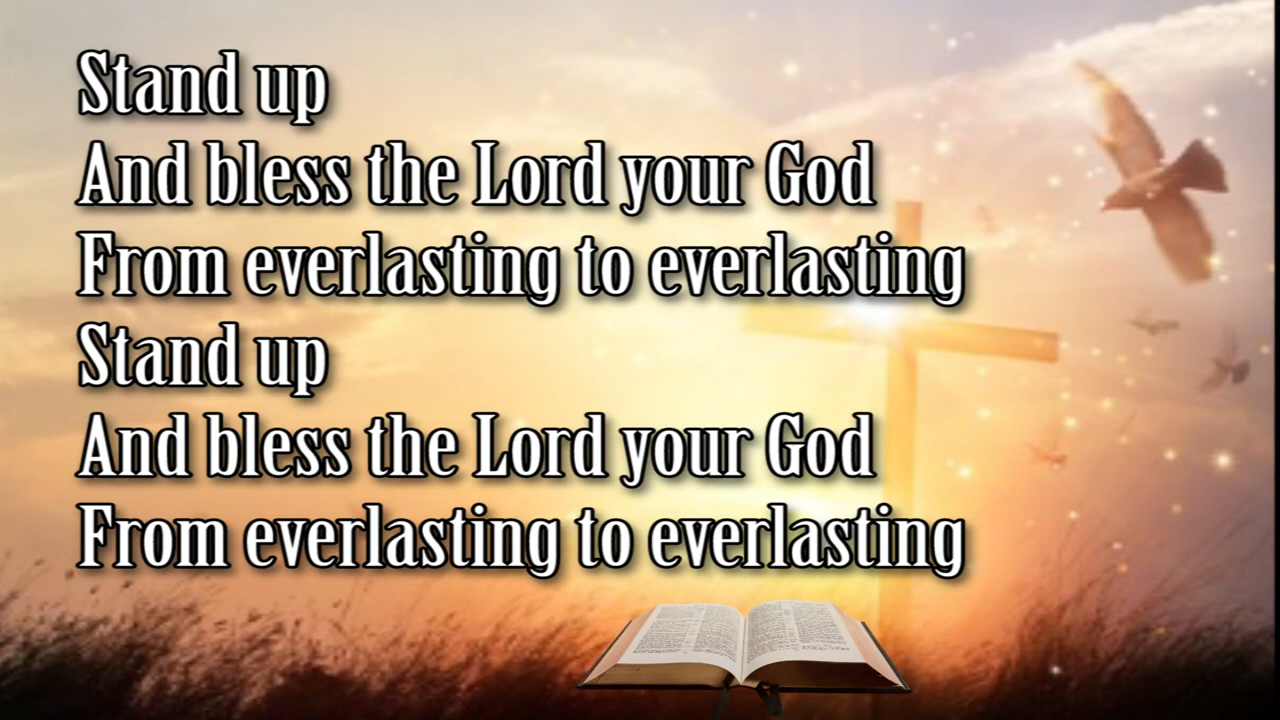 Stand up
And bless the Lord your God
From everlasting to everlasting
Stand up
And bless the Lord your God
From everlasting to everlasting